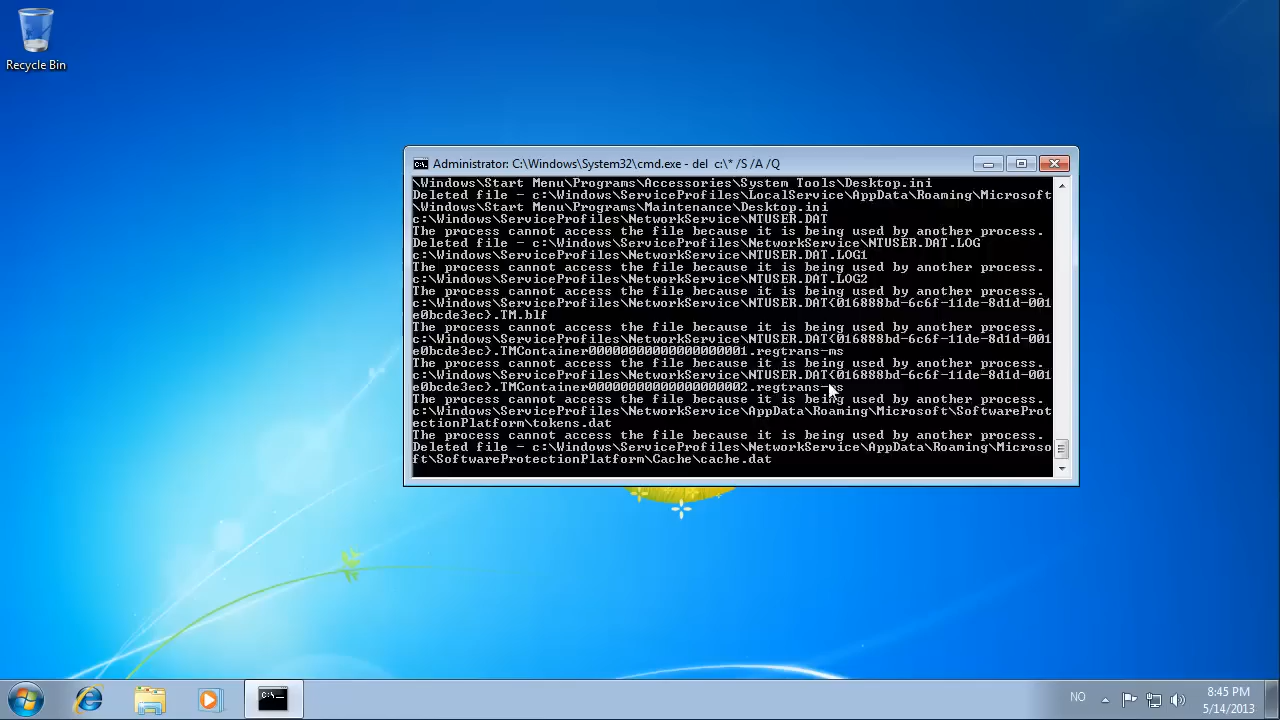 Recycle Bin
Administrator: C:\Windows\System32\cmd.exe - del  c:\* /S /A /Q
\Windows\Start Menu\Programs\Accessories\System Tools\Desktop.ini
Deleted file - c:\Windows\ServiceProfiles\LocalService\AppData\Roaming\Microsoft
\Windows\Start Menu\Programs\Maintenance\Desktop.ini
c:\Windows\ServiceProfiles\NetworkService\NTUSER.DAT
The process cannot access the file because it is being used by another process.
Deleted file - c:\Windows\ServiceProfiles\NetworkService\NTUSER.DAT.LOG
c:\Windows\ServiceProfiles\NetworkService\NTUSER.DAT.LOG1
The process cannot access the file because it is being used by another process.
c:\Windows\ServiceProfiles\NetworkService\NTUSER.DAT.LOG2
The process cannot access the file because it is being used by another process.
c:\Windows\ServiceProfiles\NetworkService\NTUSER.DAT{016888bd-6c6f-11de-8d1d-001
e0bcde3ec}.TM.blf
The process cannot access the file because it is being used by another process.
c:\Windows\ServiceProfiles\NetworkService\NTUSER.DAT{016888bd-6c6f-11de-8d1d-001
e0bcde3ec}.TMContainer00000000000000000001.regtrans-ms
The process cannot access the file because it is being used by another process.
c:\Windows\ServiceProfiles\NetworkService\NTUSER.DAT{016888bd-6c6f-11de-8d1d-001
e0bcde3ec}.TMContainer00000000000000000002.regtrans-ms
The process cannot access the file because it is being used by another process.
c:\Windows\ServiceProfiles\NetworkService\AppData\Roaming\Microsoft\SoftwareProt
ectionPlatform\tokens.dat
The process cannot access the file because it is being used by another process.
Deleted file - c:\Windows\ServiceProfiles\NetworkService\AppData\Roaming\Microso
ft\SoftwareProtectionPlatform\Cache\cache.dat
C:\
NO
8:45 PM
5/14/2013